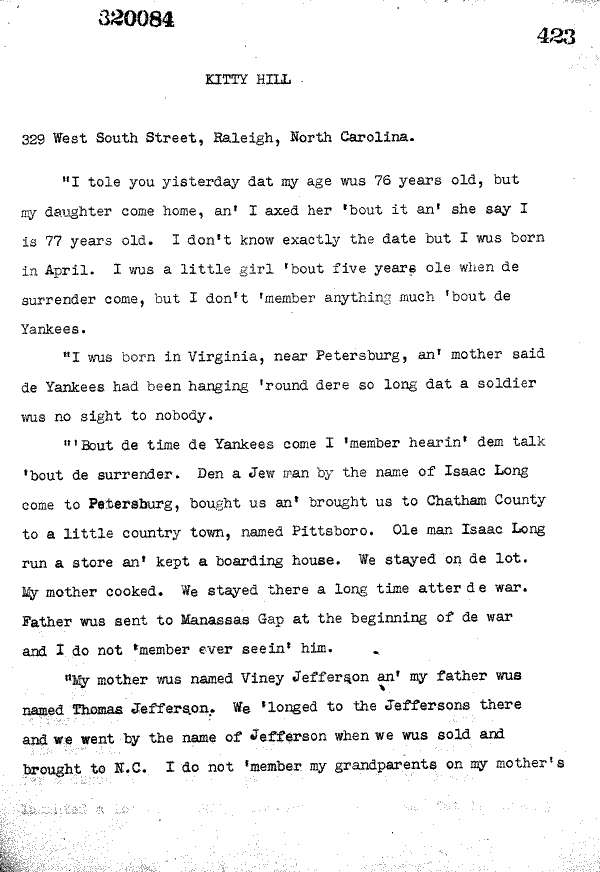 320084
423
KITTY HILL
329 West South Street, Raleigh, North Carolina.
"I tole you yisterday dat my age wus 76 years old, but
my daughter come home, an' I axed her 'bout it an' she say I
is 77 years old. I don't know exactly the date but I wus born
in April. I wus a little girl 'bout five years ole when de
surrender come, but I don't 'member anything much 'bout de
Yankees.
"I wus born in Virginia, near Petersburg, an' mother said
de Yankees had been hanging 'round dere so long dat a soldier
wus no sight to nobody.
"'Bout de time de Yankees come I 'member hearin' dem talk
'bout de surrender. Den a Jew man by the name of Isaac Long
come to Petersburg, bought us an' brought us to Chatham County
to a little country town, named Pittsboro. Ole man Isaac Long
run a store an' kept a boarding house. We stayed on de lot.
My mother cooked. We stayed there a long time atter de war.
Father wus sent to Manassas Gap at the beginning of de war
and I do not 'member ever seein' him.
"My mother wus named Viney Jefferson an' my father wus
named Thomas Jefferson. We 'longed to the Jeffersons there
and we went by the name of Jefferson when we wus sold and
brought to N.C. I do not 'member my grandparents on my mother's